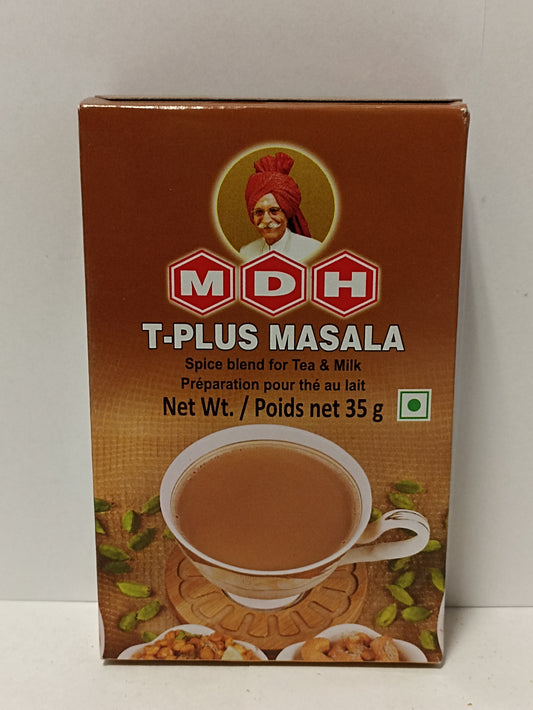 MDH
T-PLUS MASALA
Spice blend for Tea & Milk
Préparation pour thé au lait
Net Wt. / Poids net 35 g